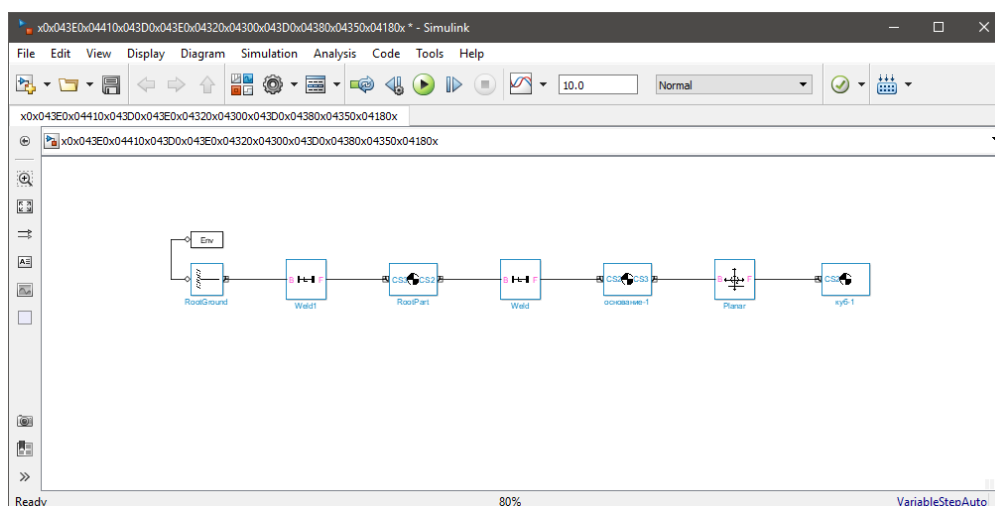 x0x043E0x04410x043D0x043E0x04320x04300x043D0x04380x04350x04180x * - Simulink
File Edit View Display Diagram Simulation Analysis Code Tools Help
10.0 Normal
x0x043E0x04410x043D0x043E0x04320x04300x043D0x04380x04350x04180x
x0x043E0x04410x043D0x043E0x04320x04300x043D0x04380x04350x04180x
Env
B F CS3 CS2 B F CS2 CS3 B F CS2
RootGround Weld1 RootPart Weld основание-1 Planar куб-1
Ready 80% VariableStepAuto